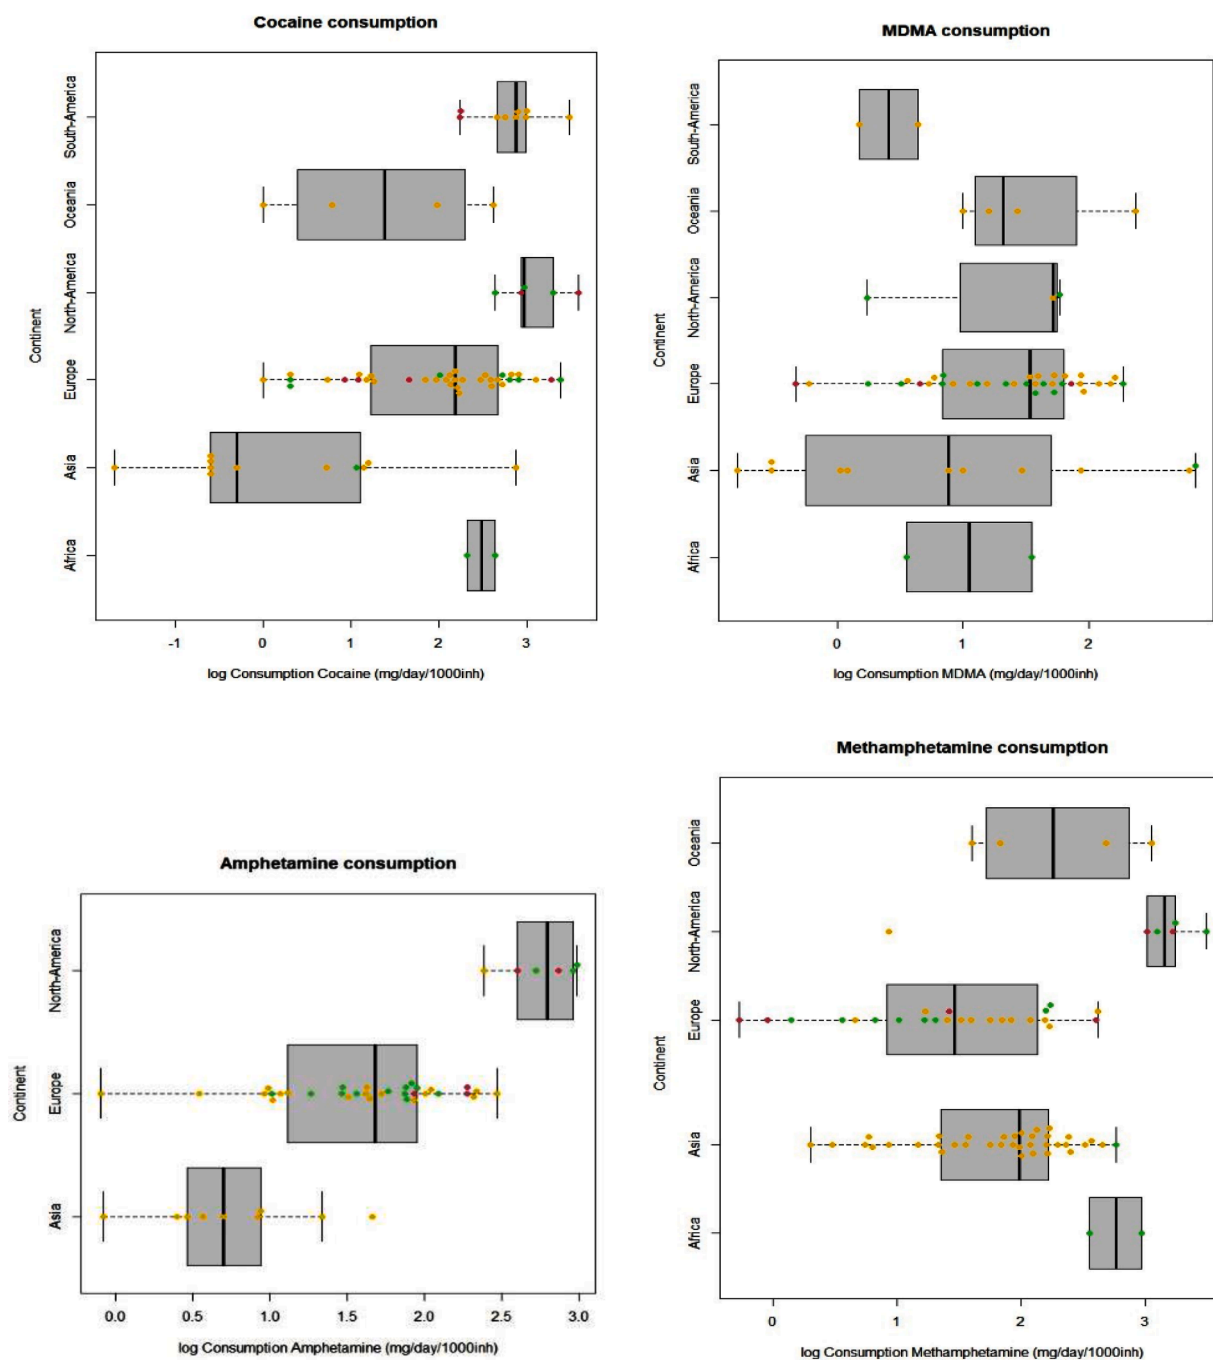 Cocaine consumption
Continent
South-America
Oceania
North-America
Europe
Asia
Africa
-1 0 1 2 3
log Consumption Cocaine (mg/day/1000inh)
MDMA consumption
Continent
South-America
Oceania
North-America
Europe
Asia
Africa
0 1 2
log Consumption MDMA (mg/day/1000inh)
Amphetamine consumption
Continent
North-America
Europe
Asia
0.0 0.5 1.0 1.5 2.0 2.5 3.0
log Consumption Amphetamine (mg/day/1000inh)
Methamphetamine consumption
Continent
Oceania
North-America
Europe
Asia
Africa
0 1 2 3
log Consumption Methamphetamine (mg/day/1000inh)